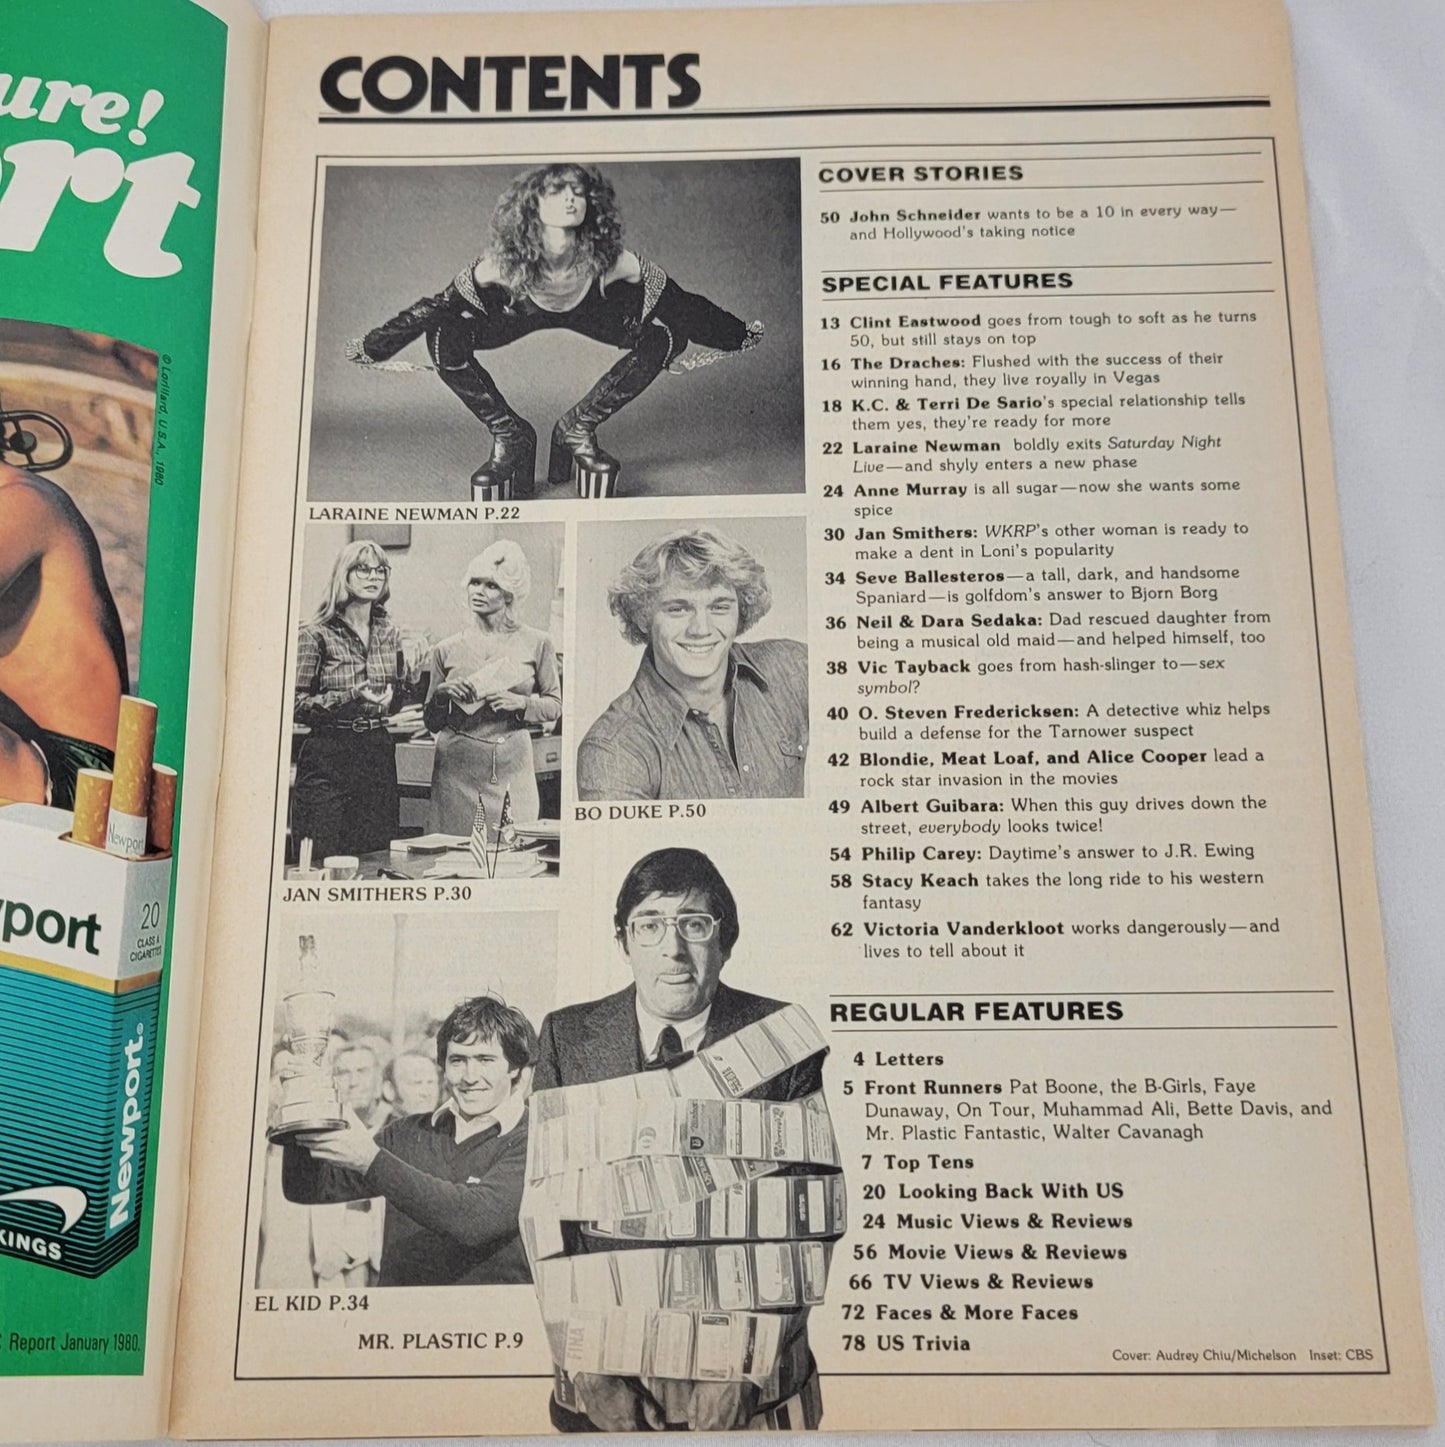 ure!
ort
© Lorillard, U.S.A., 1980
Newport
port
20
CLASS A
CIGARETTES
Newport®
KINGS
Report January 1980.
CONTENTS
LARAINE NEWMAN P.22
BO DUKE P.50
JAN SMITHERS P.30
EL KID P.34
MR. PLASTIC P.9
COVER STORIES
50 John Schneider wants to be a 10 in every way—
and Hollywood's taking notice
SPECIAL FEATURES
13 Clint Eastwood goes from tough to soft as he turns
50, but still stays on top
16 The Draches: Flushed with the success of their
winning hand, they live royally in Vegas
18 K.C. & Terri De Sario's special relationship tells
them yes, they're ready for more
22 Laraine Newman boldly exits Saturday Night
Live—and shyly enters a new phase
24 Anne Murray is all sugar—now she wants some
spice
30 Jan Smithers: WKRP's other woman is ready to
make a dent in Loni's popularity
34 Seve Ballesteros—a tall, dark, and handsome
Spaniard—is golfdom's answer to Bjorn Borg
36 Neil & Dara Sedaka: Dad rescued daughter from
being a musical old maid—and helped himself, too
38 Vic Tayback goes from hash-slinger to—sex
symbol?
40 O. Steven Fredericksen: A detective whiz helps
build a defense for the Tarnower suspect
42 Blondie, Meat Loaf, and Alice Cooper lead a
rock star invasion in the movies
49 Albert Guibara: When this guy drives down the
street, everybody looks twice!
54 Philip Carey: Daytime's answer to J.R. Ewing
58 Stacy Keach takes the long ride to his western
fantasy
62 Victoria Vanderkloot works dangerously—and
lives to tell about it
REGULAR FEATURES
4 Letters
5 Front Runners Pat Boone, the B-Girls, Faye
Dunaway, On Tour, Muhammad Ali, Bette Davis, and
Mr. Plastic Fantastic, Walter Cavanagh
7 Top Tens
20 Looking Back With US
24 Music Views & Reviews
56 Movie Views & Reviews
66 TV Views & Reviews
72 Faces & More Faces
78 US Trivia
Cover: Audrey Chiu/Michelson Inset: CBS